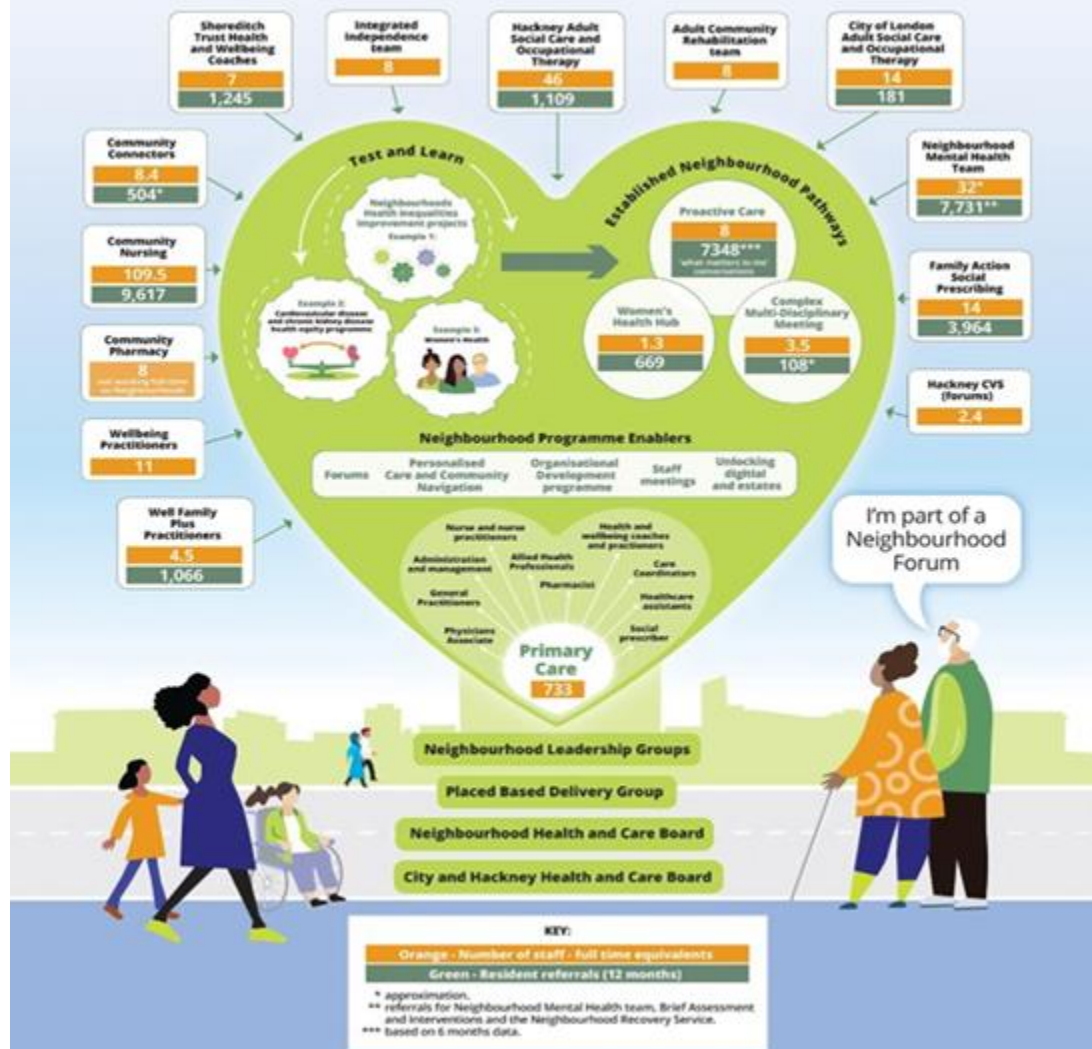 Shoreditch
Trust Health
and Wellbeing
Coaches
7
1,245
Integrated
Independence
team
8
Hackney Adult
Social Care and
Occupational
Therapy
46
1,109
Adult Community
Rehabilitation
team
8
City of London
Adult Social Care
and Occupational
Therapy
14
181
Community
Connectors
8.4
504*
Community
Nursing
109.5
9,617
Community
Pharmacy
8
Wellbeing
Practitioners
11
Well Family
Plus
Practitioners
4.5
1,066
Neighbourhood
Mental Health
Team
32*
7,731**
Family Action
Social
Prescribing
14
3,964
Hackney CVS
(forums)
2.4
Test and Learn
Neighbourhoods
Health inequalities
improvement projects
Example 1:
Example 2:
Cardiovascular disease
and chronic kidney disease
health equity programme
Example 3:
Women's Health
Established Neighbourhood Pathways
Proactive Care
8
7348***
'what matters to me'
conversations
Women's
Health Hub
1.3
669
Complex
Multi-Disciplinary
Meeting
3.5
108*
Neighbourhood Programme Enablers
Forums
Personalised
Care and Community
Navigation
Organisational
Development
programme
Staff
meetings
Unlocking
digitial
and estates
Nurse and nurse
practitioners
Health and
wellbeing coaches
and practioners
Administration
and management
Allied Health
Professionals
Care
Coordinators
Pharmacist
General
Practitioners
Healthcare
assistants
Physicians
Associate
Social
prescriber
Primary
Care
733
I'm part of a
Neighbourhood
Forum
Neighbourhood Leadership Groups
Placed Based Delivery Group
Neighbourhood Health and Care Board
City and Hackney Health and Care Board
KEY:
Orange - Number of staff - full time equivalents
Green - Resident referrals (12 months)
* approximation.
** referrals for Neighbourhood Mental Health team, Brief Assessment
and Interventions and the Neighbourhood Recovery Service.
*** based on 6 months data.